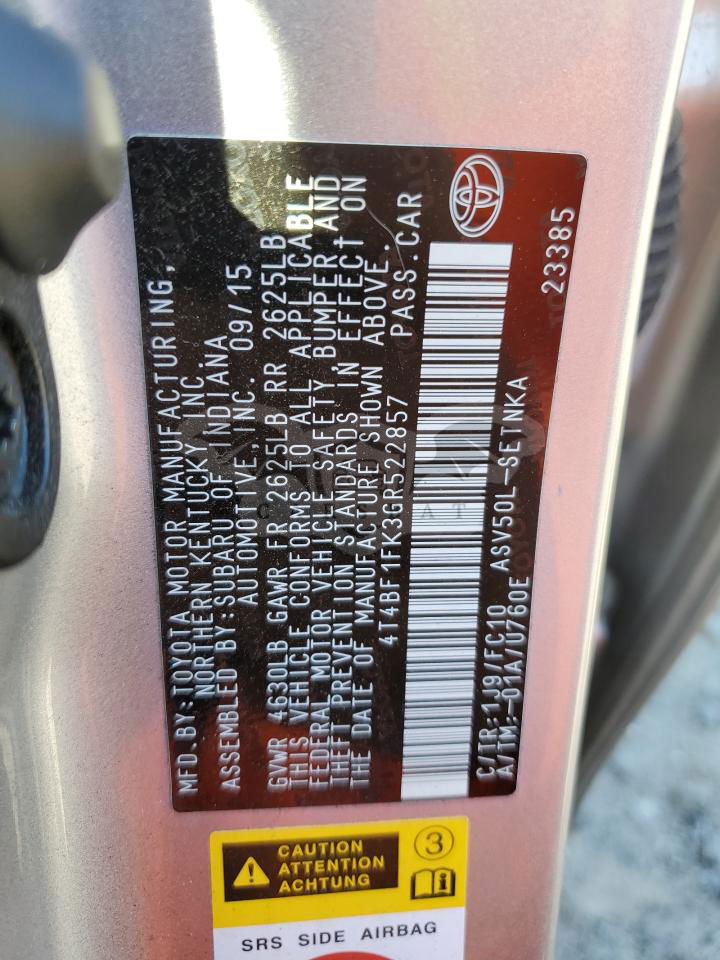 MFD.BY:TOYOTA MOTOR MANUFACTURING,
NORTHERN KENTUCKY INC.
ASSEMBLED BY:SUBARU OF INDIANA
AUTOMOTIVE,INC. 09/15
GVWR 4630LB GAWR FR 2625LB RR 2625LB
THIS VEHICLE CONFORMS TO ALL APPLICABLE
FEDERAL MOTOR VEHICLE SAFETY,BUMPER AND
THEFT PREVENTION STANDARDS IN EFFECT ON
THE DATE OF MANUFACTURE SHOWN ABOVE.
4T4BF1FK3GR522857 PASS.CAR
C/TR:1J9/FC10 ASV50L-SETNKA
A/TM:-01A/U760E 23385
CAUTION
ATTENTION
ACHTUNG
3
SRS SIDE AIRBAG